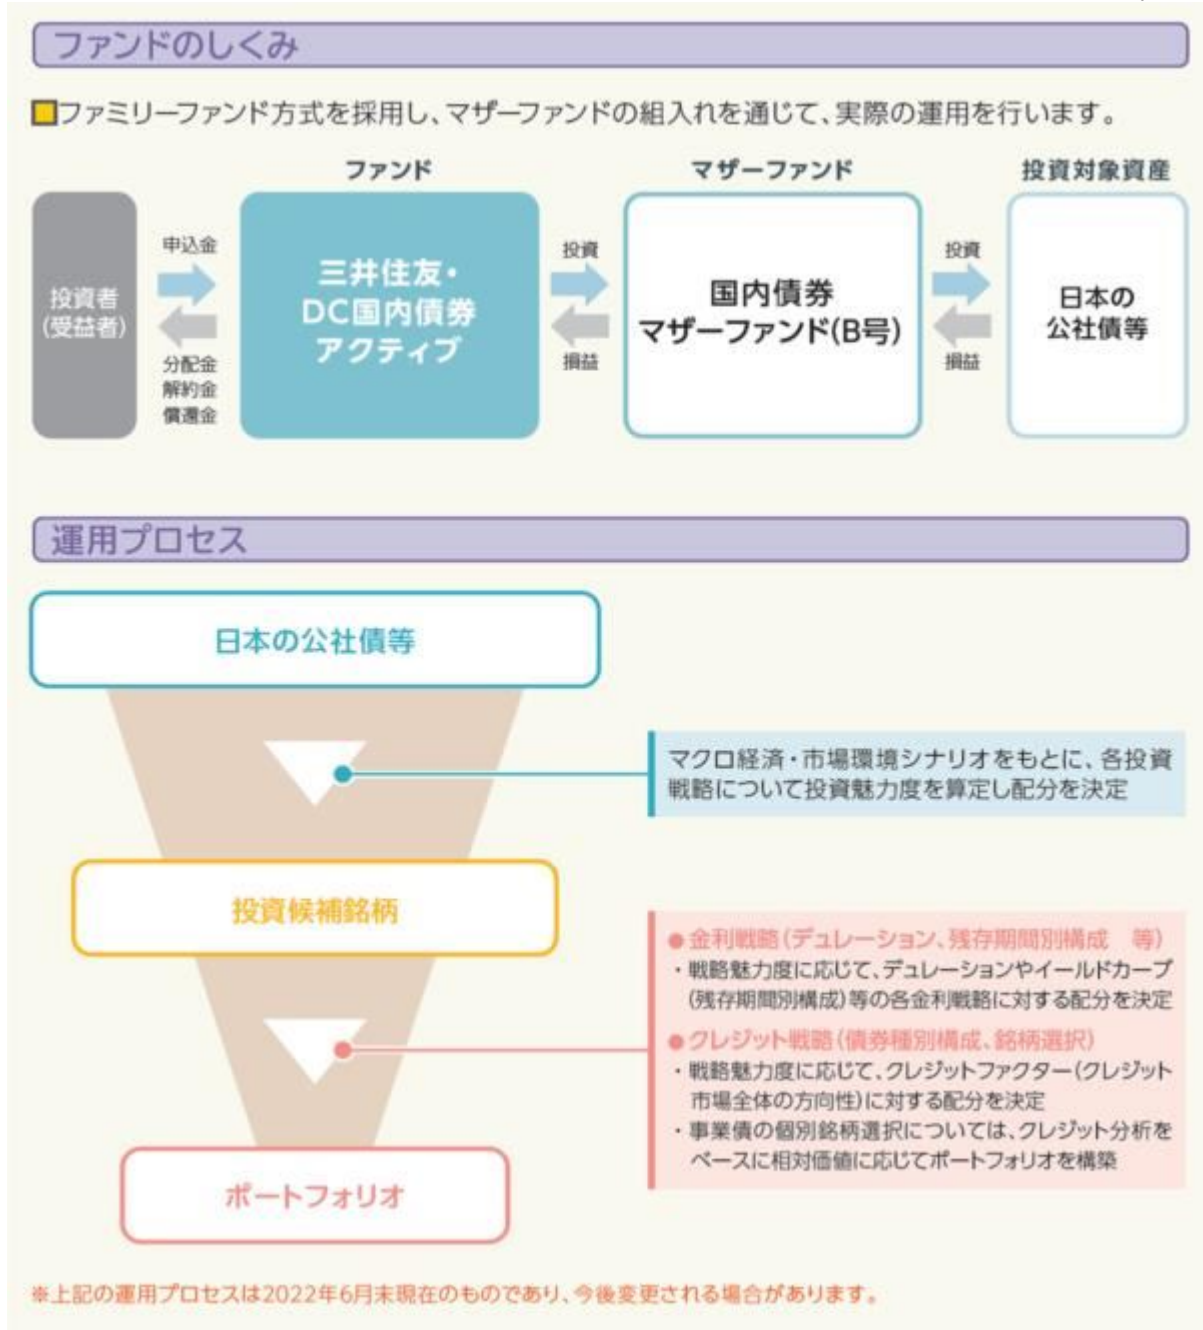 ファンドのしくみ
ファミリーファンド方式を採用し、マザーファンドの組入れを通じて、実際の運用を行います。
ファンド
マザーファンド
投資対象資産
投資者
(受益者)
申込金
分配金
解約金
償還金
三井住友・
DC国内債券
アクティブ
投資
損益
国内債券
マザーファンド(B号)
投資
損益
日本の
公社債等
運用プロセス
日本の公社債等
マクロ経済・市場環境シナリオをもとに、各投資
戦略について投資魅力度を算定し配分を決定
投資候補銘柄
●金利戦略(デュレーション、残存期間別構成 等)
・戦略魅力度に応じて、デュレーションやイールドカーブ
(残存期間別構成)等の各金利戦略に対する配分を決定
●クレジット戦略(債券種別構成、銘柄選択)
・戦略魅力度に応じて、クレジットファクター(クレジット
市場全体の方向性)に対する配分を決定
・事業債の個別銘柄選択については、クレジット分析を
ベースに相対価値に応じてポートフォリオを構築
ポートフォリオ
※上記の運用プロセスは2022年6月末現在のものであり、今後変更される場合があります。